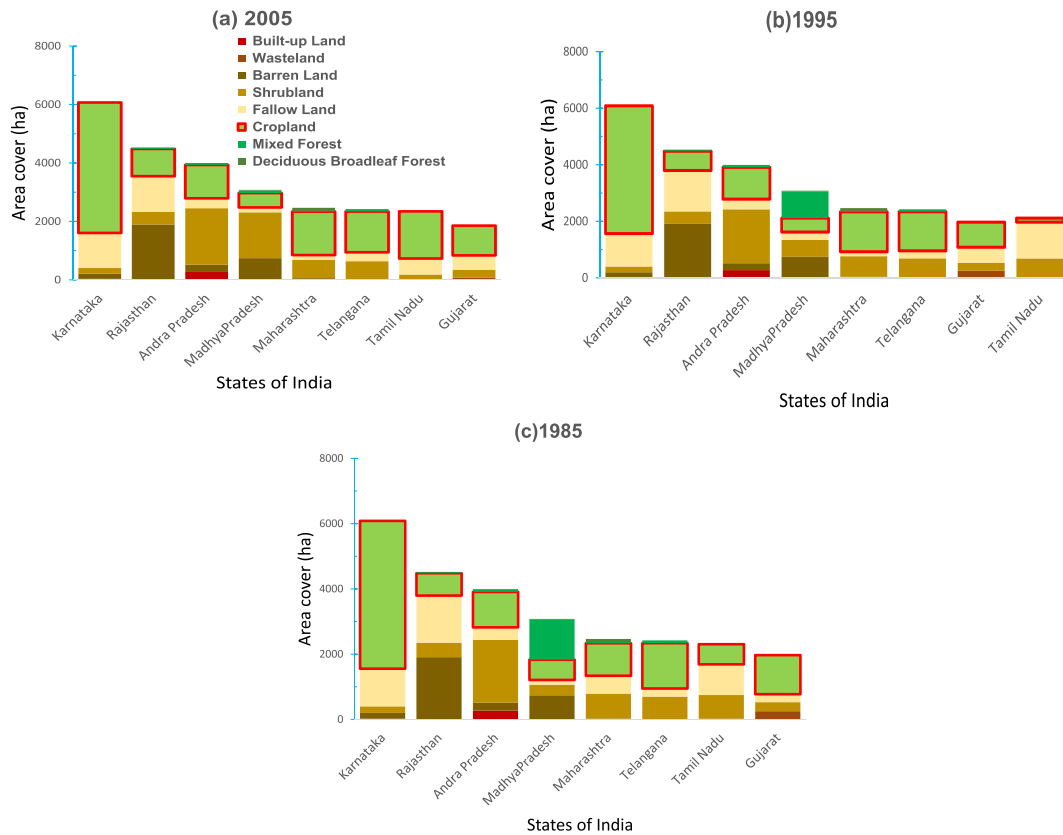 (a) 2005
8000
6000
4000
2000
0
Area cover (ha)
Built-up Land
Wasteland
Barren Land
Shrubland
Fallow Land
Cropland
Mixed Forest
Deciduous Broadleaf Forest
Karnataka
Rajasthan
Andra Pradesh
MadhyaPradesh
Maharashtra
Telangana
Tamil Nadu
Gujarat
States of India
(b)1995
8000
6000
4000
2000
0
Area cover (ha)
Karnataka
Rajasthan
Andra Pradesh
MadhyaPradesh
Maharashtra
Telangana
Gujarat
Tamil Nadu
States of India
(c)1985
8000
6000
4000
2000
0
Area cover (ha)
Karnataka
Rajasthan
Andra Pradesh
MadhyaPradesh
Maharashtra
Telangana
Tamil Nadu
Gujarat
States of India